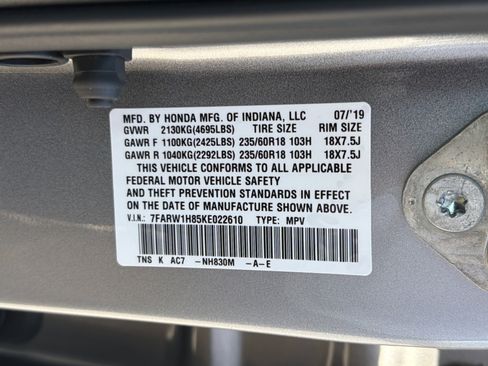 MFD. BY HONDA MFG. OF INDIANA, LLC 07/'19
GVWR 2130KG(4695LBS) TIRE SIZE RIM SIZE
GAWR F 1100KG(2425LBS) 235/60R18 103H 18X7.5J
GAWR R 1040KG(2292LBS) 235/60R18 103H 18X7.5J
THIS VEHICLE CONFORMS TO ALL APPLICABLE
FEDERAL MOTOR VEHICLE SAFETY
AND THEFT PREVENTION STANDARDS IN EFFECT
ON THE DATE OF MANUFACTURE SHOWN ABOVE.
V.I.N.: 7FARW1H85KE022610 TYPE: MPV
TNS K AC7 -NH830M -A-E